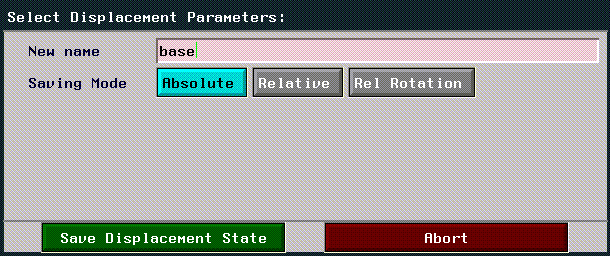 Select Displacement Parameters:
New name base
Saving Mode Absolute Relative Rel Rotation
Save Displacement State Abort